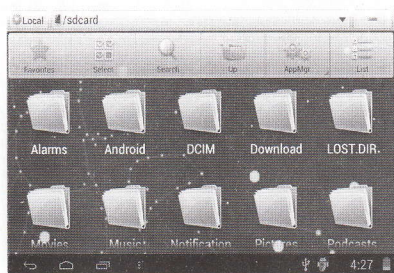 Local /sdcard
Favorites Select Search Up AppMgr List
Alarms Android DCIM Download LOST.DIR.
Movies Music Notification Pictures Podcasts
4:27